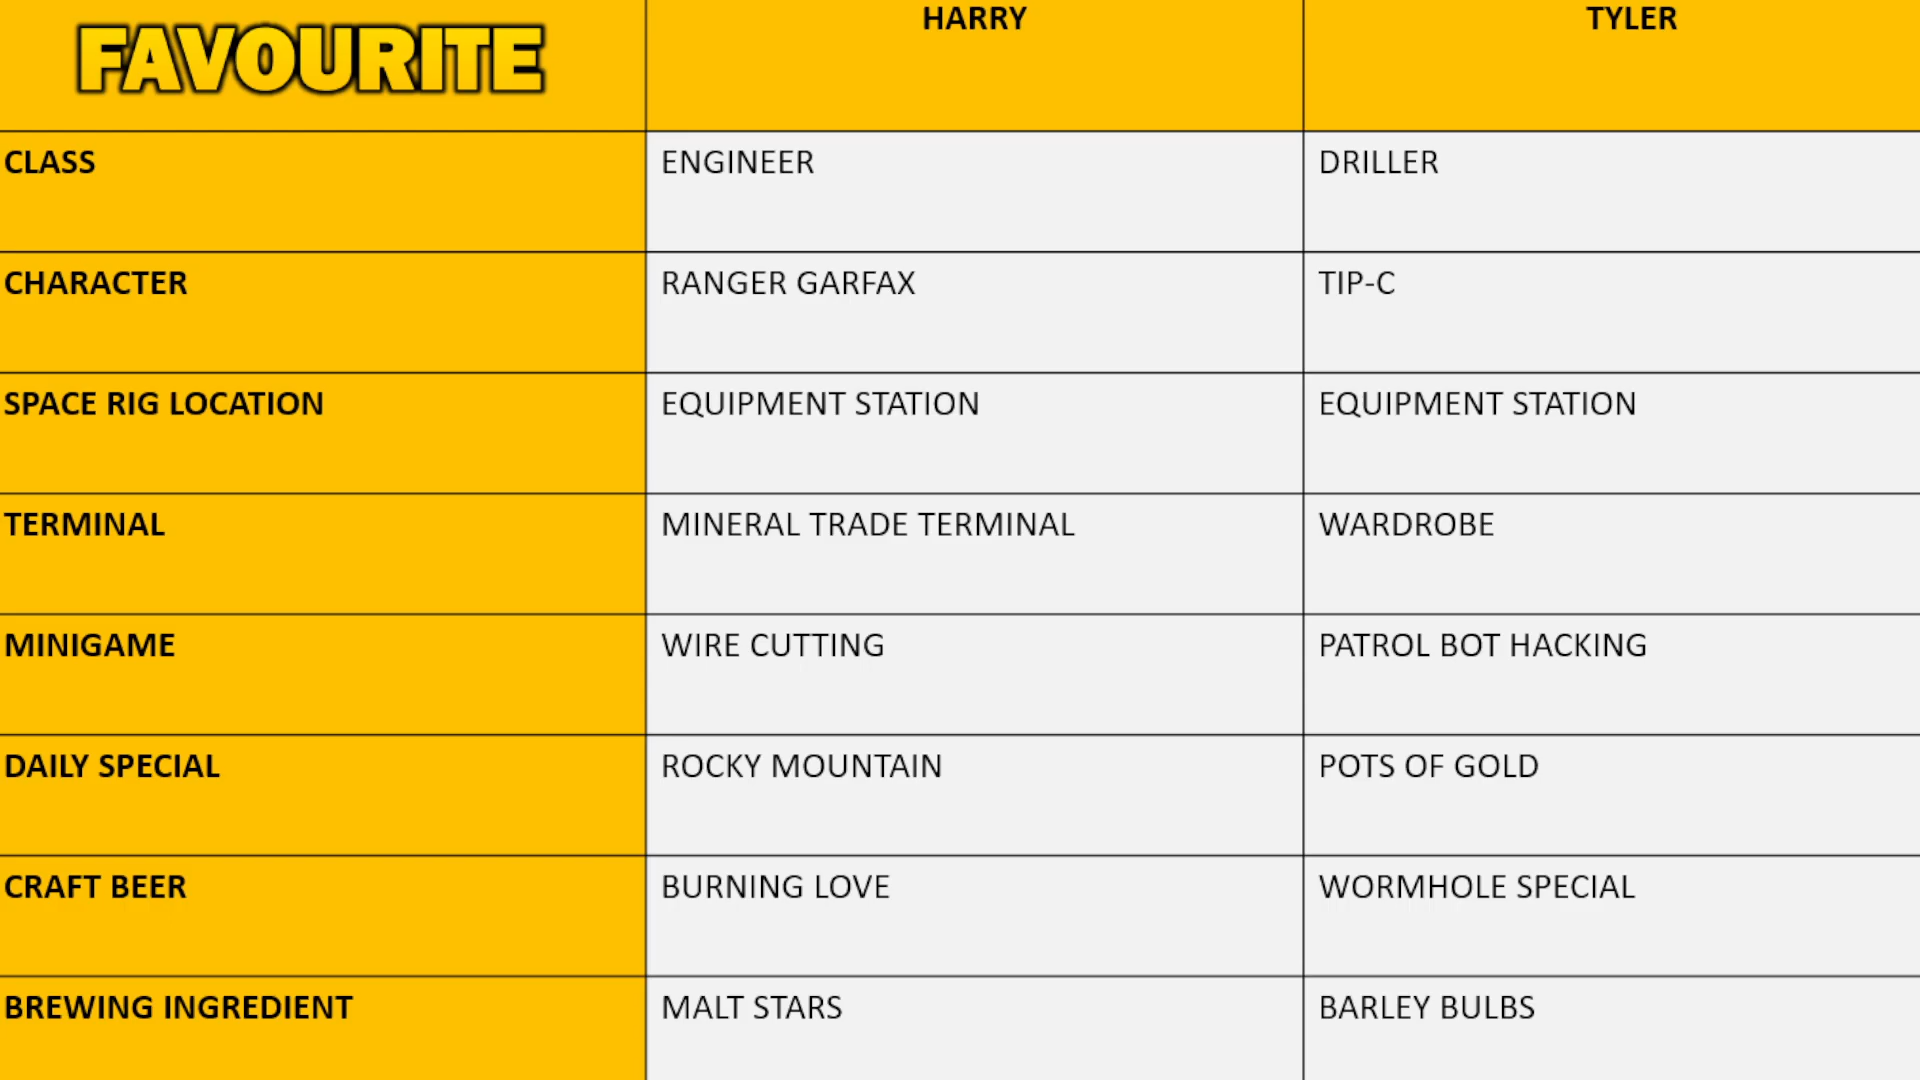 FAVOURITE HARRY TYLER
CLASS ENGINEER DRILLER
CHARACTER RANGER GARFAX TIP-C
SPACE RIG LOCATION EQUIPMENT STATION EQUIPMENT STATION
TERMINAL MINERAL TRADE TERMINAL WARDROBE
MINIGAME WIRE CUTTING PATROL BOT HACKING
DAILY SPECIAL ROCKY MOUNTAIN POTS OF GOLD
CRAFT BEER BURNING LOVE WORMHOLE SPECIAL
BREWING INGREDIENT MALT STARS BARLEY BULBS